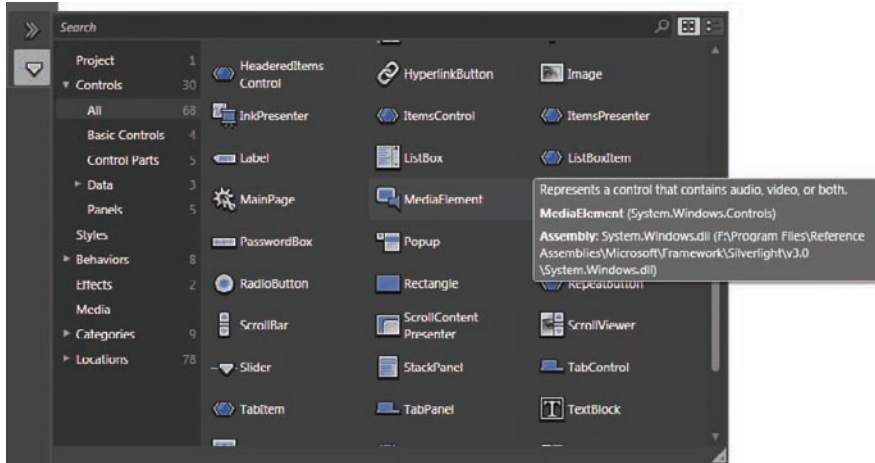 Search
Project 1
Controls 30
All 68
Basic Controls 4
Control Parts 5
Data 3
Panels 5
Styles
Behaviors 8
Effects 2
Media
Categories 9
Locations 78
HeaderedItems
Control
HyperlinkButton
Image
InkPresenter
ItemsControl
ItemsPresenter
Label
ListBox
ListBoxItem
MainPage
MediaElement
PasswordBox
Popup
RadioButton
Rectangle
RepeatButton
ScrollBar
ScrollContent
Presenter
ScrollViewer
Slider
StackPanel
TabControl
TabItem
TabPanel
T TextBlock
Represents a control that contains audio, video, or both.
MediaElement (System.Windows.Controls)
Assembly: System.Windows.dll (F:\Program Files\Reference
Assemblies\Microsoft\Framework\Silverlight\v3.0
\System.Windows.dll)